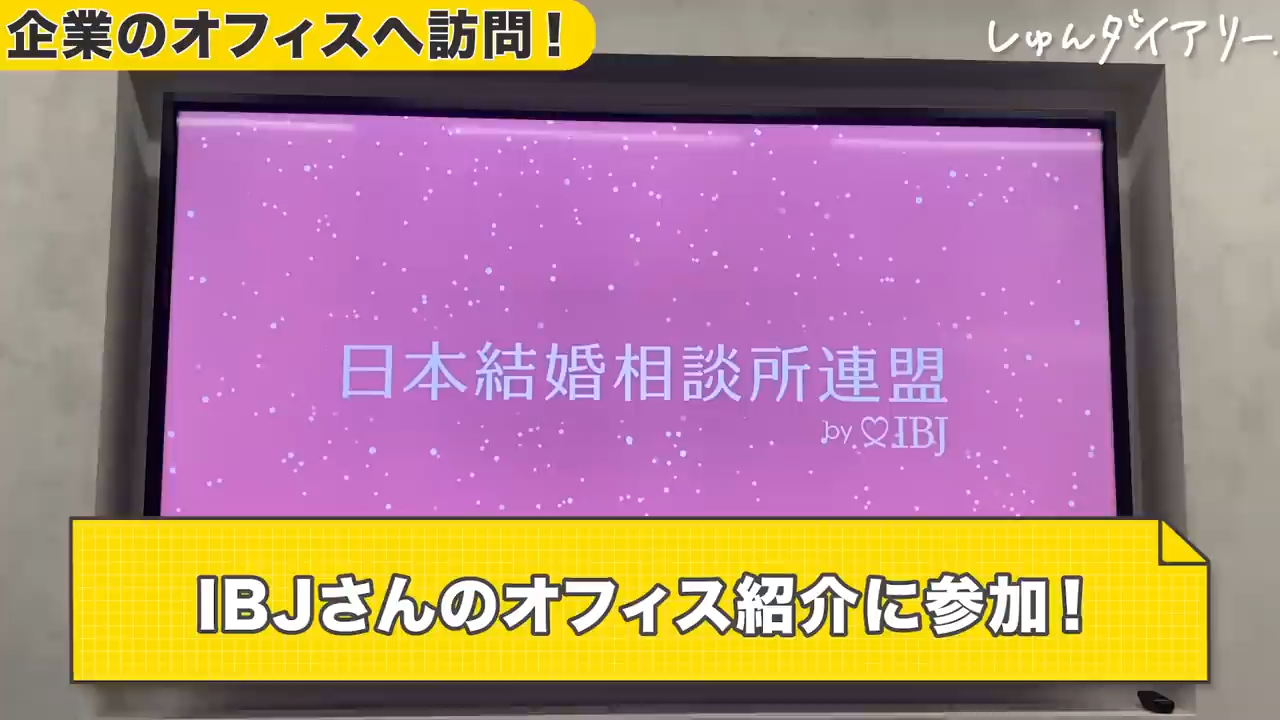 企業のオフィスへ訪問！
しゅんダイアリー
日本結婚相談所連盟
by ♡IBJ
IBJさんのオフィス紹介に参加！